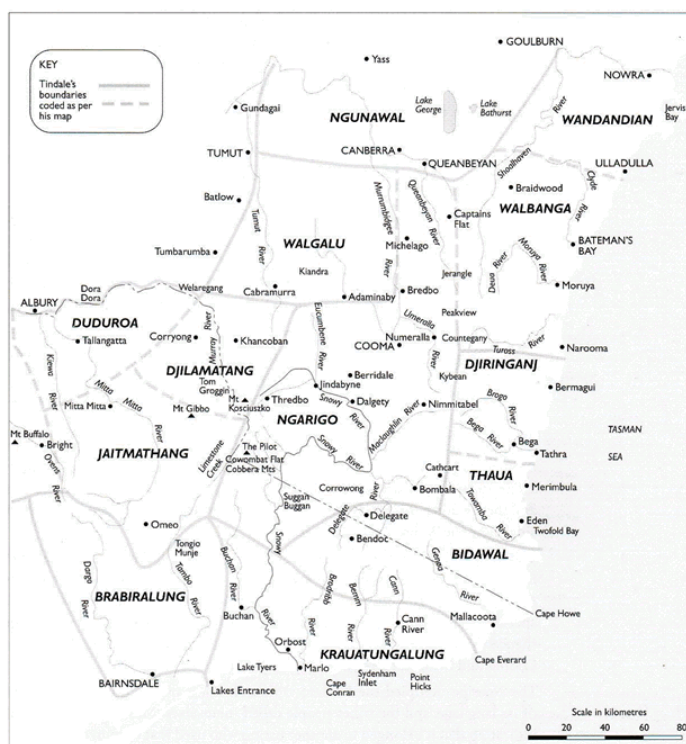 GOULBURN
KEY
Tindale's
boundaries
coded as per
his map
Yass
NOWRA
Gundagai
NGUNAWAL
Lake
George
Lake
Bathurst
River
WANDANDIAN
Jervis
Bay
TUMUT
CANBERRA
QUEANBEYAN
Shoalhaven
ULLADULLA
Batlow
Tumut
River
Murrumbidgee
River
Queanbeyan
River
Captains
Flat
Braidwood
WALBANGA
Clyde
River
WALGALU
Michelago
BATEMAN'S
BAY
Tumbarumba
Kiandra
Jerangle
Deua
River
Moruya
River
Moruya
Dora
Dora
Welaregang
Cabramurra
Adaminaby
Bredbo
ALBURY
Peakview
DUDUROA
Murray
River
Eucumbene
River
Umeralla
Numeralla
Countegany
Tuross
River
Narooma
Tallangatta
Corryong
Khancoban
COOMA
DJIRINGANJ
Kiewa
River
DJILAMATANG
Tom
Groggin
Berridale
River
Kybean
Jindabyne
Bermagui
Mitta
Mitta
Mitta Mitta
River
Mt
Kosciuszko
Thredbo
Snowy
River
Dalgety
Nimmitabel
Mt Gibbo
NGARIGO
Maclaughlin
River
Broga
River
Mt Buffalo
Bright
Bega
River
Bega
TASMAN
SEA
Ovens
River
JAITMATHANG
Limestone
Creek
The Pilot
Cowombat Flat
Cobbera Mts
Snowy
River
Cathcart
Tathra
Suggan
Buggan
Corrowong
River
Bombala
THAUA
Merimbula
Towamba
River
Omeo
Delegate
Delegate
Eden
Twofold Bay
Tongio
Munje
Buchan
River
Snowy
River
Bendoc
BIDAWAL
Genoa
River
Dargo
River
BRABIRALUNG
Tambo
River
Buchan
Bemm
River
Cann
River
Cape Howe
Mallacoota
Cann
River
Orbost
River
KRAUATUNGALUNG
Cape Everard
Lake Tyers
Marlo
Cape
Conran
Sydenham
Inlet
Point
Hicks
BAIRNSDALE
Lakes Entrance
Scale in kilometres
0 20 40 60 80